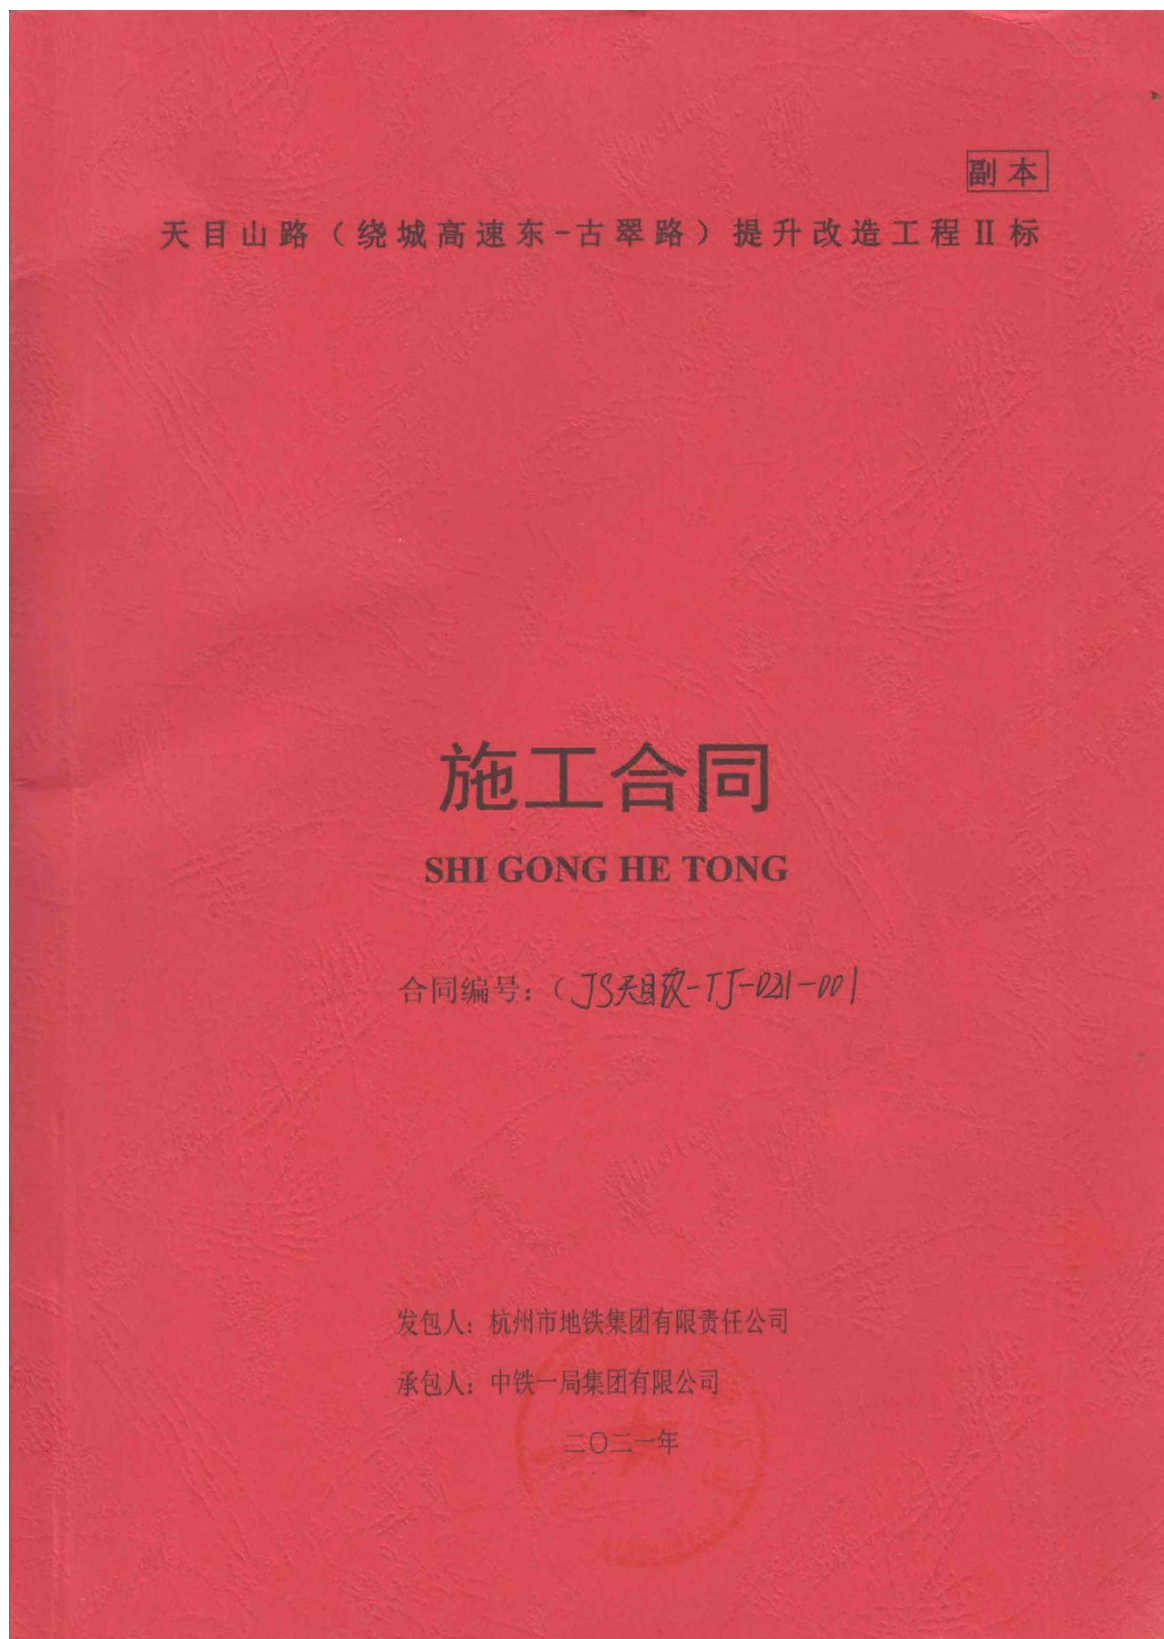 副本
天目山路（绕城高速东-古翠路）提升改造工程II标
施工合同
SHI GONG HE TONG
合同编号：（JS天目改-TJ-021-001
发包人：杭州市地铁集团有限责任公司
承包人：中铁一局集团有限公司
二〇二一年